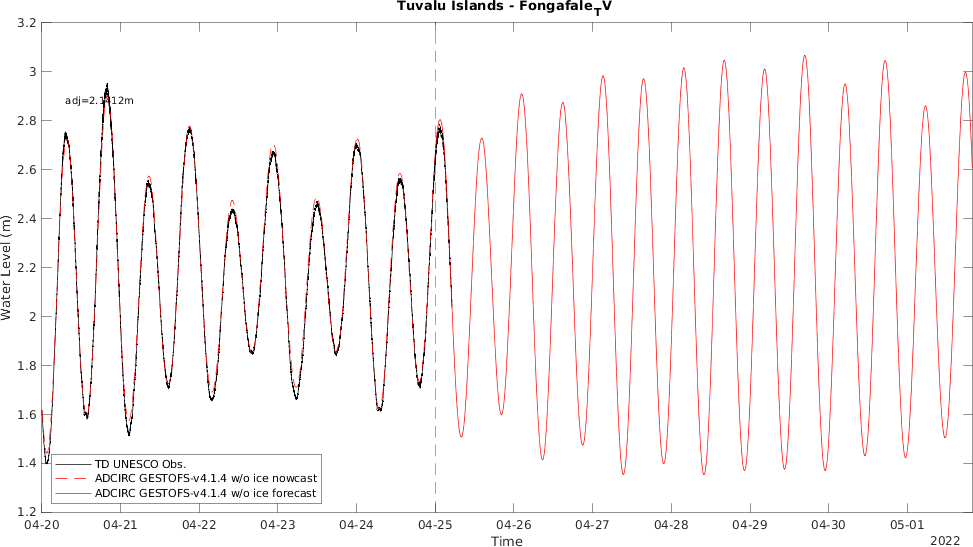 Tuvalu Islands - Fongafale_TV
3.2
3
2.8
2.6
2.4
2.2
2
1.8
1.6
1.4
1.2
Water Level (m)
adj=2.1412m
TD UNESCO Obs.
ADCIRC GESTOFS-v4.1.4 w/o ice nowcast
ADCIRC GESTOFS-v4.1.4 w/o ice forecast
04-20 04-21 04-22 04-23 04-24 04-25 04-26 04-27 04-28 04-29 04-30 05-01
Time
2022